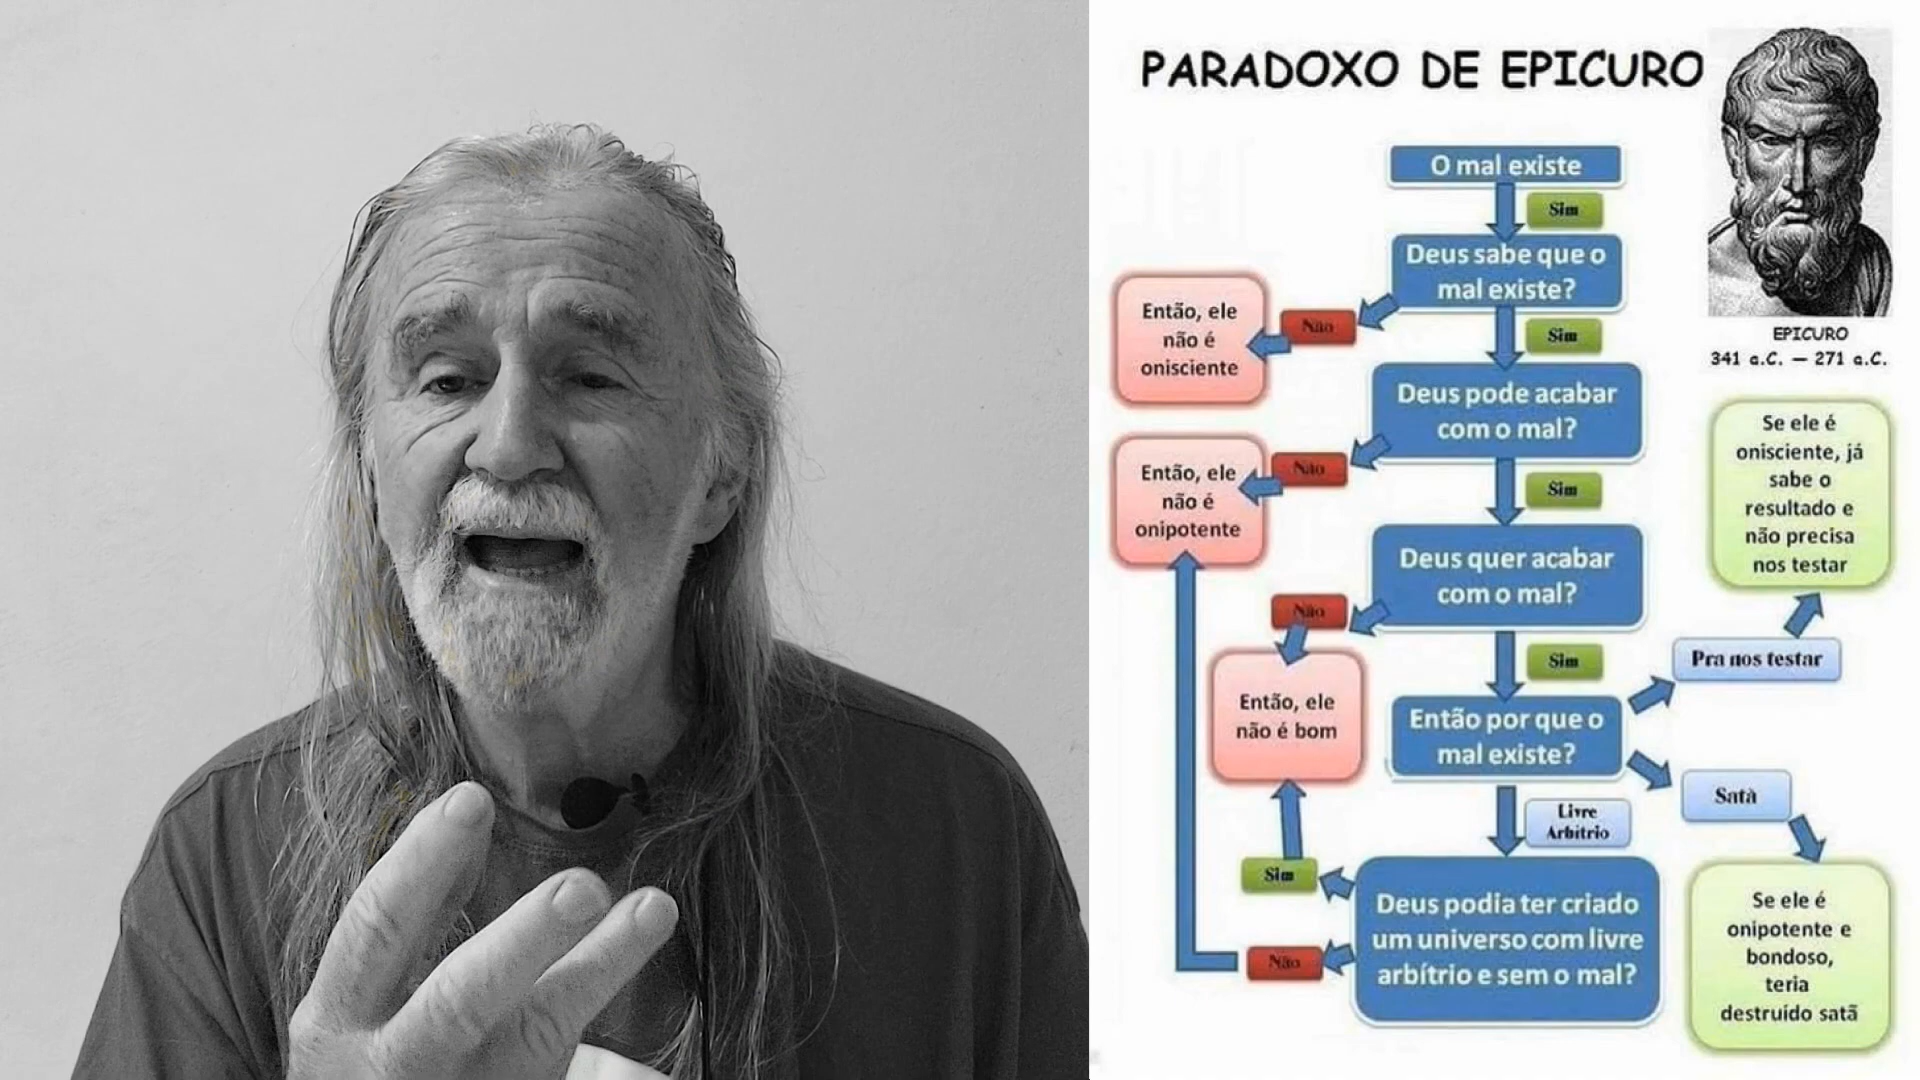 PARADOXO DE EPICURO
O mal existe
Sim
Deus sabe que o
mal existe?
Não
Então, ele
não é
onisciente
Sim
EPICURO
341 a.C. — 271 a.C.
Deus pode acabar
com o mal?
Não
Então, ele
não é
onipotente
Sim
Se ele é
onisciente, já
sabe o
resultado e
não precisa
nos testar
Deus quer acabar
com o mal?
Não
Então, ele
não é bom
Sim
Pra nos testar
Então por que o
mal existe?
Satã
Livre
Arbítrio
Sim
Deus podia ter criado
um universo com livre
arbítrio e sem o mal?
Não
Se ele é
onipotente e
bondoso,
teria
destruído satã